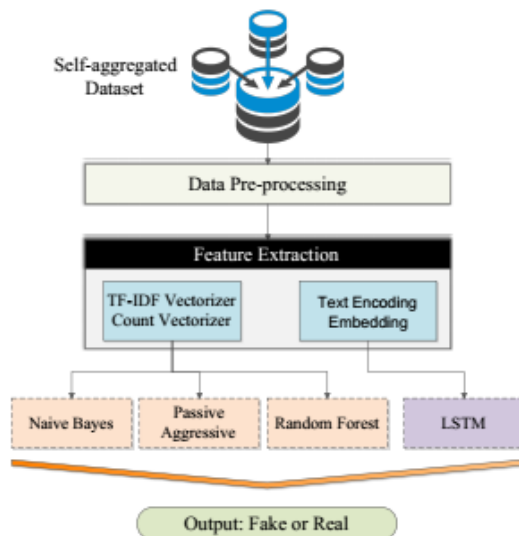 Self-aggregated
Dataset
Data Pre-processing
Feature Extraction
TF-IDF Vectorizer
Count Vectorizer
Text Encoding
Embedding
Naive Bayes
Passive
Aggressive
Random Forest
LSTM
Output: Fake or Real